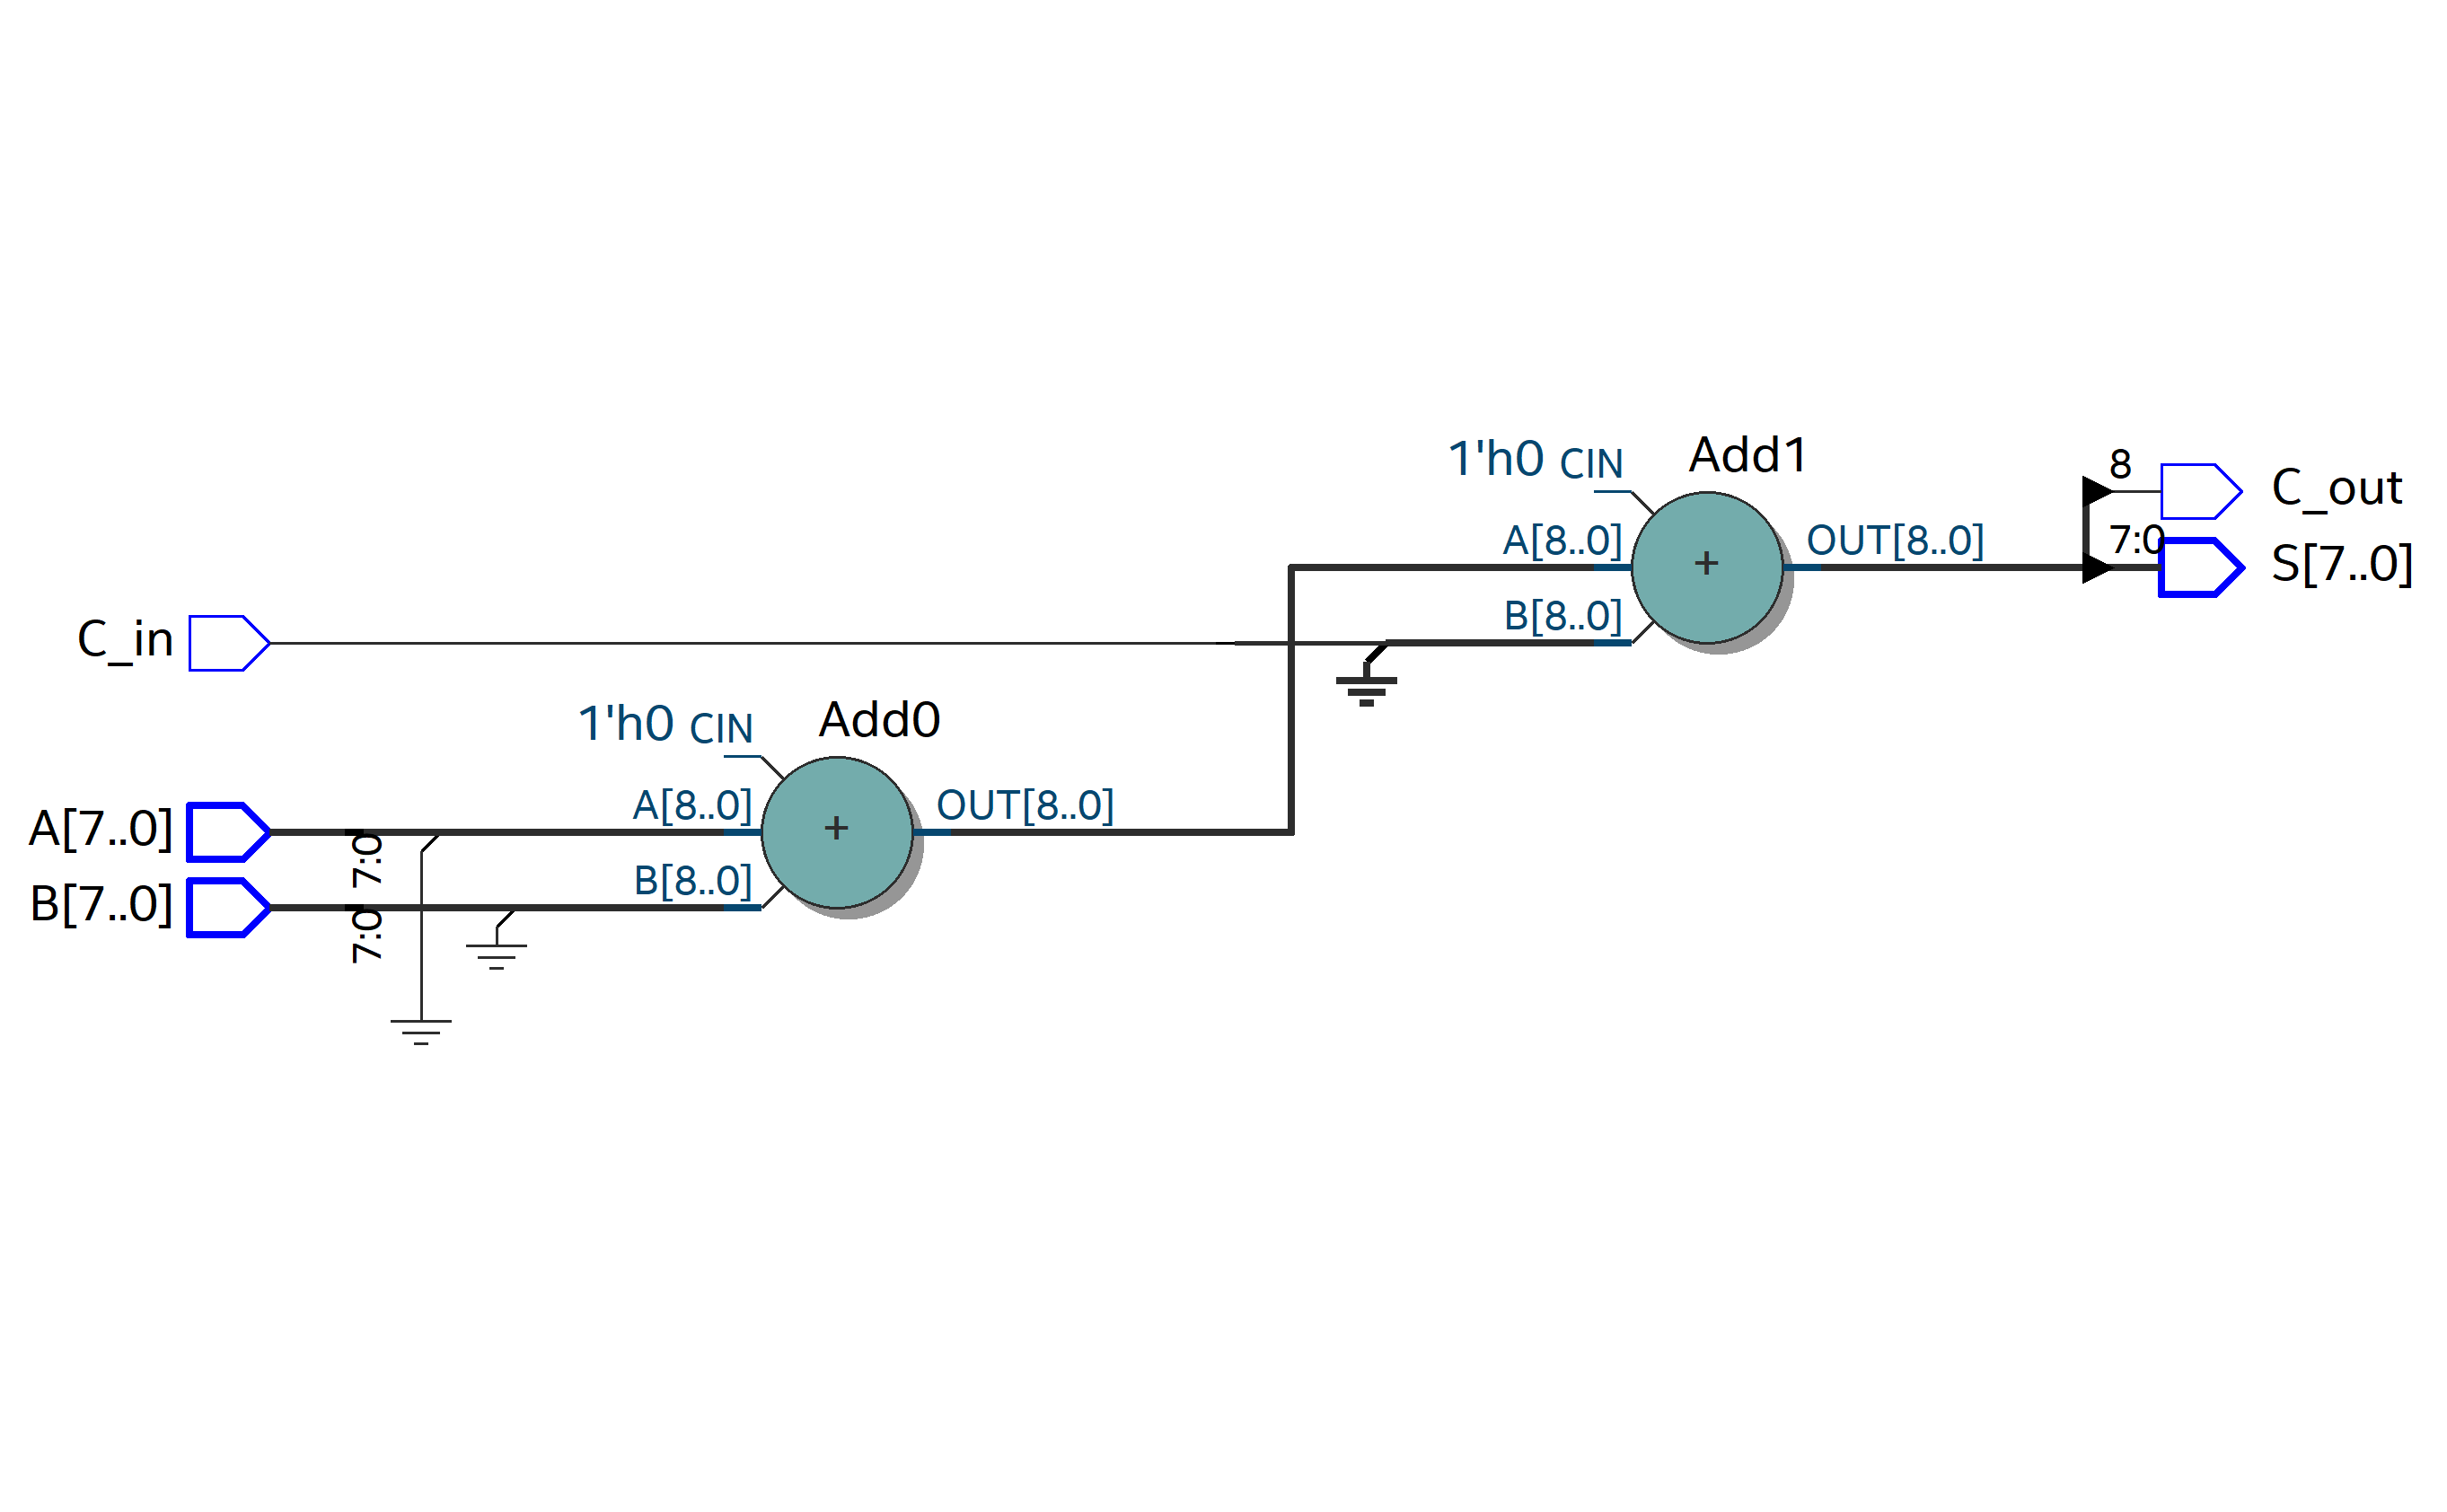 1'h0 CIN
Add1
8
C_out
A[8..0]
OUT[8..0]
7:0
S[7..0]
+
B[8..0]
C_in
1'h0 CIN
Add0
A[8..0]
OUT[8..0]
A[7..0]
+
7:0
B[8..0]
B[7..0]
7:0